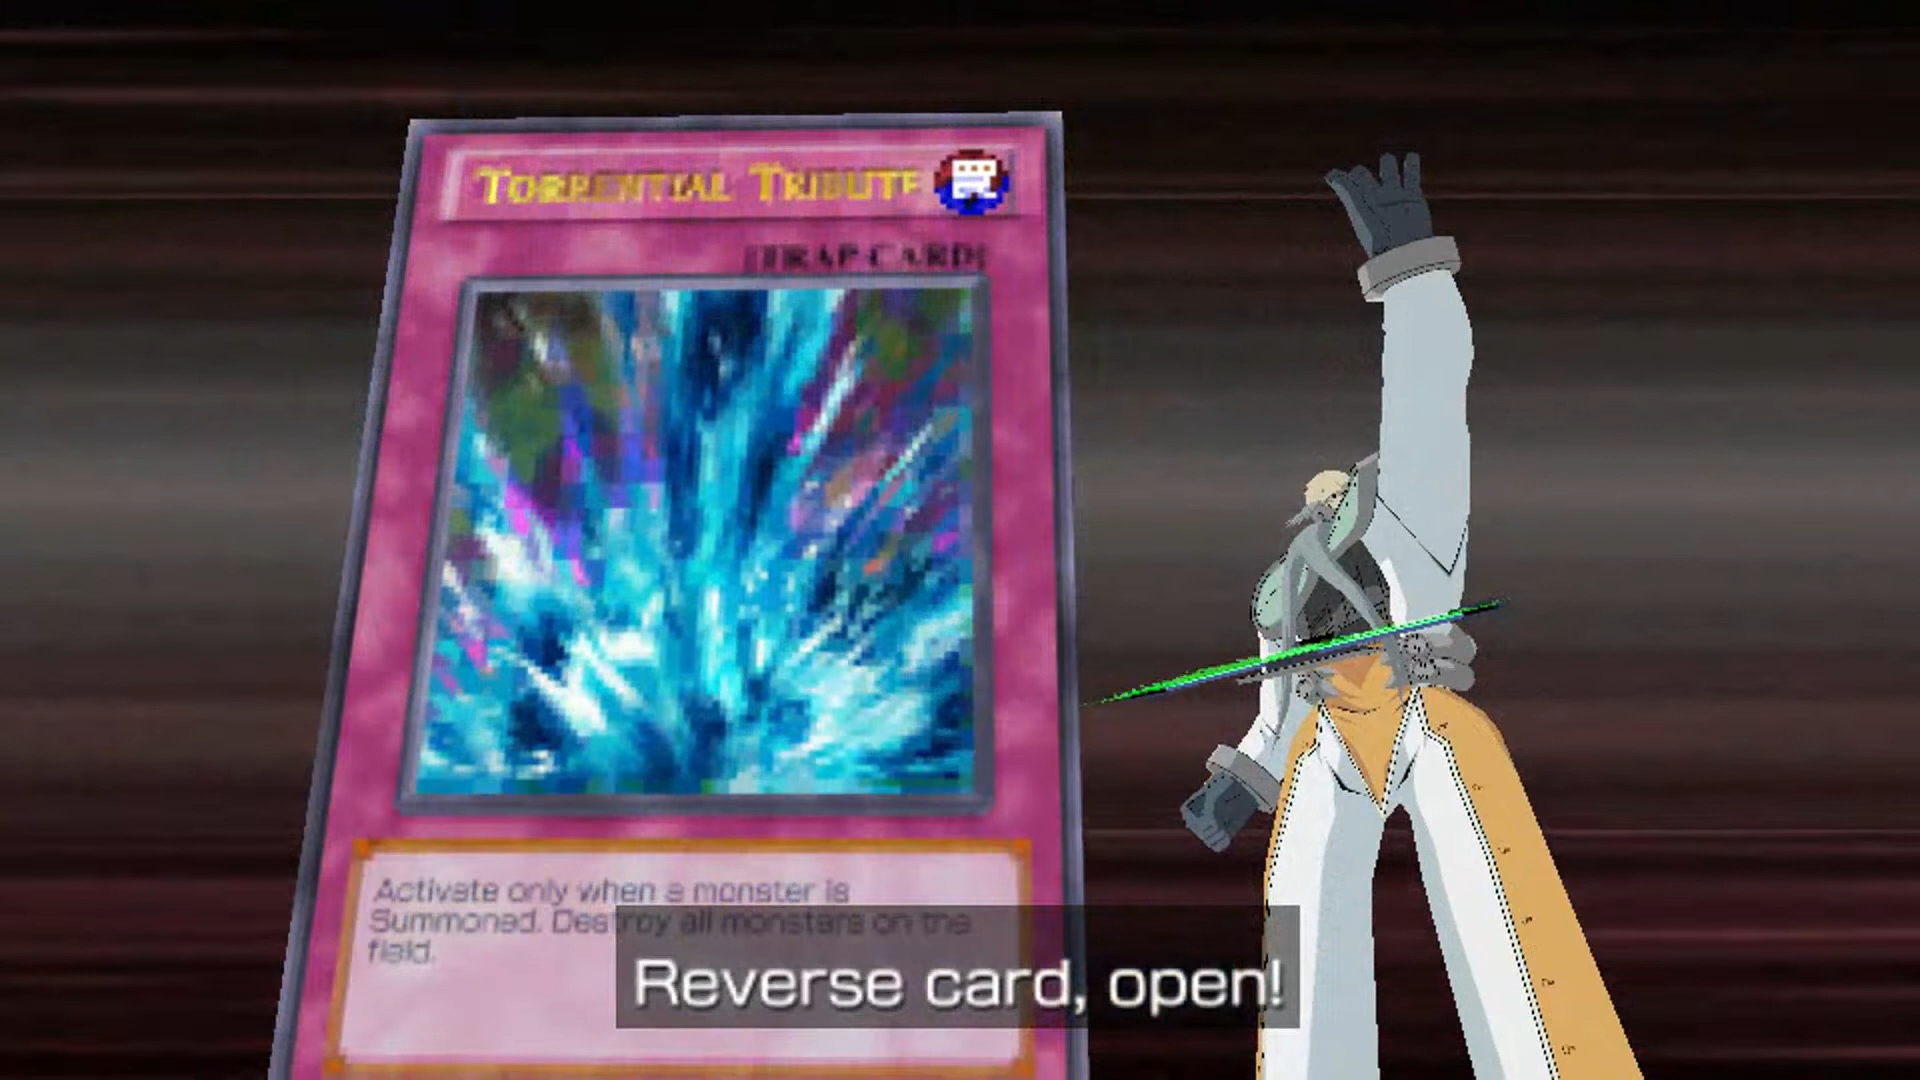 TORRENTIAL TRIBUTE
[TRAP CARD]
Activate only when a monster is
Summoned. Destroy all monsters on the
field.
Reverse card, open!